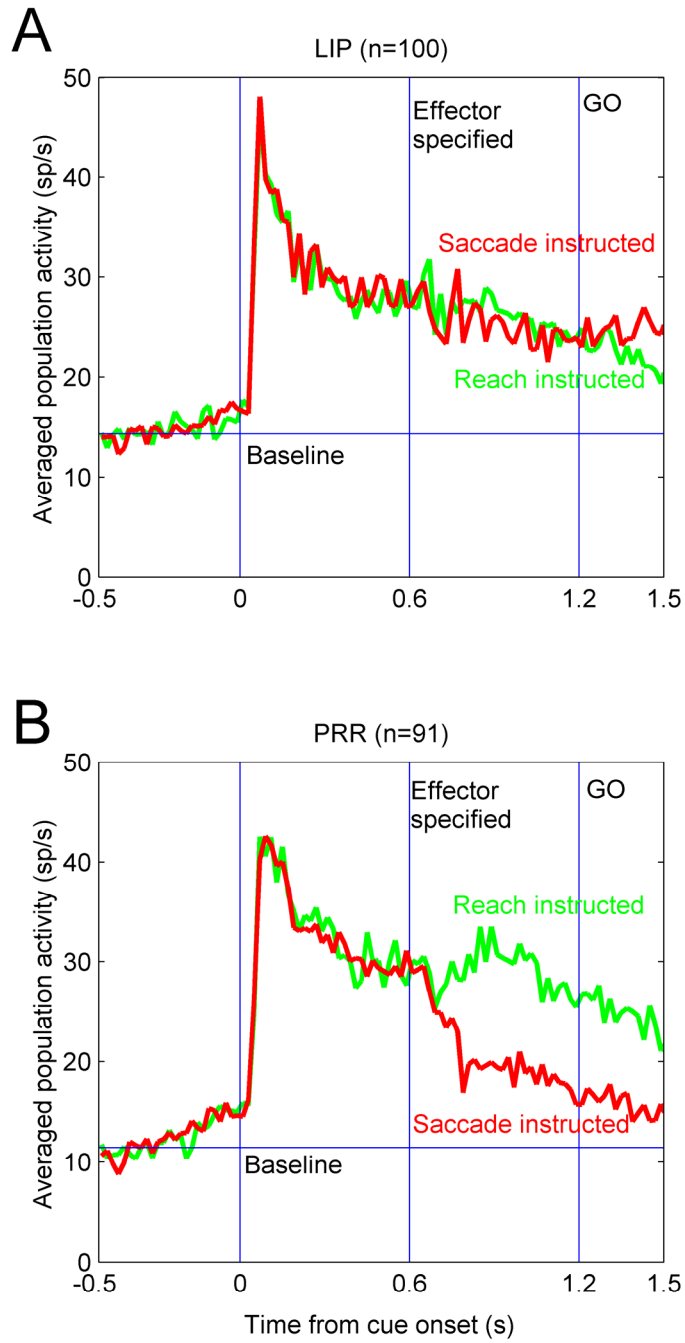 A
LIP (n=100)
50
40
30
20
10
0
Averaged population activity (sp/s)
Effector
specified
GO
Saccade instructed
Reach instructed
Baseline
-0.5
0
0.6
1.2
1.5
B
PRR (n=91)
50
40
30
20
10
0
Averaged population activity (sp/s)
Effector
specified
GO
Reach instructed
Saccade instructed
Baseline
-0.5
0
0.6
1.2
1.5
Time from cue onset (s)